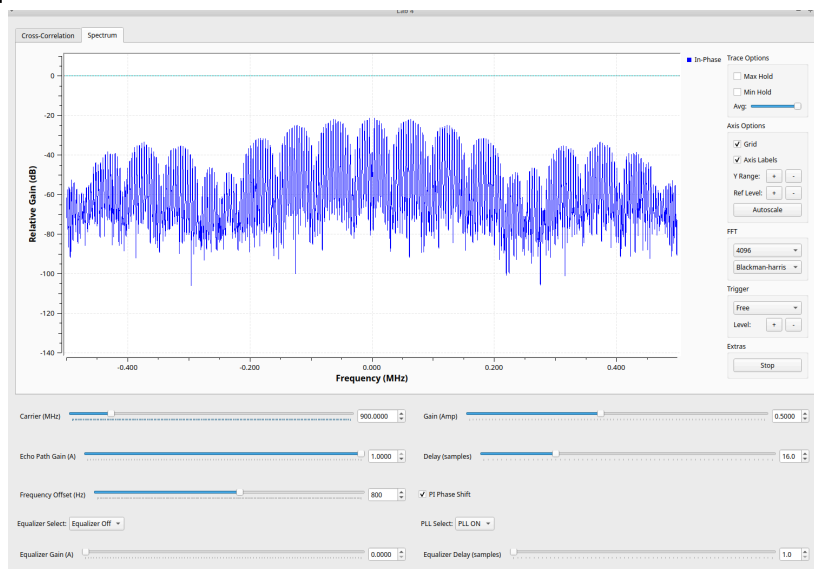 Lab 4
Cross-Correlation Spectrum
In-Phase
Relative Gain (dB)
0
-20
-40
-60
-80
-100
-120
-140
-0.400 -0.200 0.000 0.200 0.400
Frequency (MHz)
Trace Options
Max Hold
Min Hold
Avg:
Axis Options
Grid
Axis Labels
Y Range: + -
Ref Level: + -
Autoscale
FFT
4096
Blackman-harris
Trigger
Free
Level: + -
Extras
Stop
Carrier (MHz) 900.0000 Gain (Amp) 0.5000
Echo Path Gain (A) 1.0000 Delay (samples) 16.0
Frequency Offset (Hz) 800 PI Phase Shift
Equalizer Select: Equalizer Off PLL Select: PLL ON
Equalizer Gain (A) 0.0000 Equalizer Delay (samples) 1.0